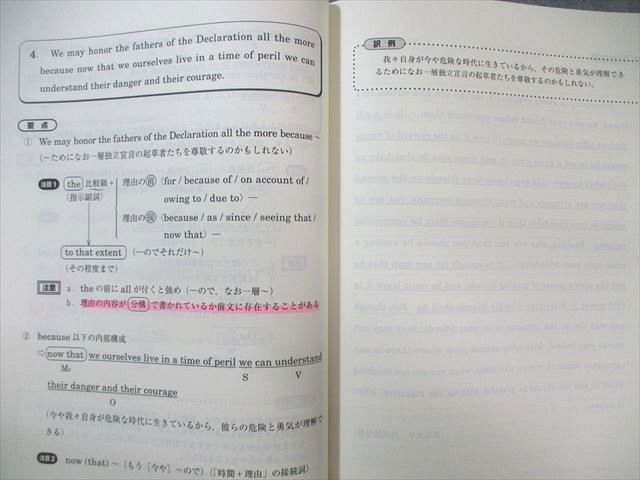 4. We may honor the fathers of the Declaration all the more
because now that we ourselves live in a time of peril we can
understand their danger and their courage.
要点
① We may honor the fathers of the Declaration all the more because ~
(～ためになお一層独立宣言の起草者たちを尊敬するのかもしれない)
注目1 the 比較級+ 理由の前〈for / because of / on account of /
(指示副詞) owing to / due to〉―
理由の接〈because / as / since / seeing that /
now that〉―
to that extent (―のでそれだけ～)
(その程度まで)
注意 a. the の前に all が付くと強め (―ので, なお一層～)
b. 理由の内容が分構で書かれているか前文に存在することがある
② because 以下の内部構成
⇨ now that we ourselves live in a time of peril we can understand
M₂ S V
their danger and their courage
O
(今や我々自身が危険な時代に生きているから, 彼らの危険と勇気が理解で
きる)
注目2 now (that) ～ (もう [今や] ～ので)(「時間+理由」の接続詞)
訳例
我々自身が今や危険な時代に生きているから, その危険と勇気が理解でき
るためになお一層独立宣言の起草者たちを尊敬するのかもしれない。